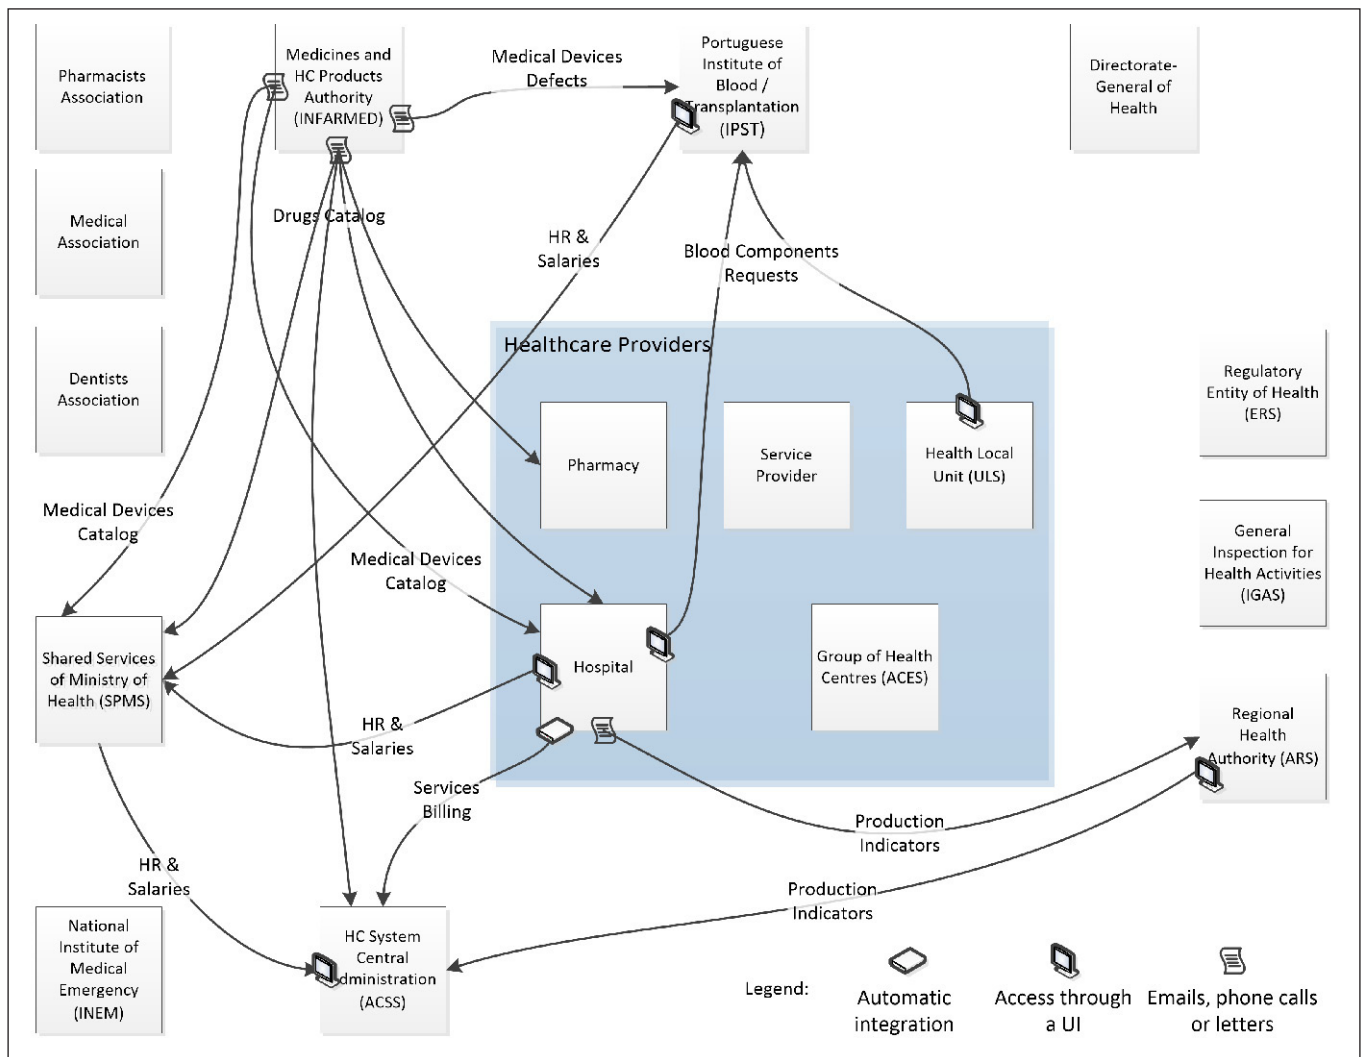 Pharmacists
Association
Medicines and
HC Products
Authority
(INFARMED)
Medical Devices
Defects
Portuguese
Institute of
Blood /
Transplantation
(IPST)
Directorate-
General of
Health
Medical
Association
Drugs Catalog
HR &
Salaries
Blood Components
Requests
Dentists
Association
Healthcare Providers
Pharmacy
Service
Provider
Health Local
Unit (ULS)
Regulatory
Entity of Health
(ERS)
Medical Devices
Catalog
Medical Devices
Catalog
General
Inspection for
Health Activities
(IGAS)
Shared Services
of Ministry of
Health (SPMS)
Hospital
Group of Health
Centres (ACES)
Regional
Health
Authority (ARS)
HR &
Salaries
Services
Billing
Production
Indicators
HR &
Salaries
Production
Indicators
National
Institute of
Medical
Emergency
(INEM)
HC System
Central
dministration
(ACSS)
Legend:
Automatic
integration
Access through
a UI
Emails, phone calls
or letters